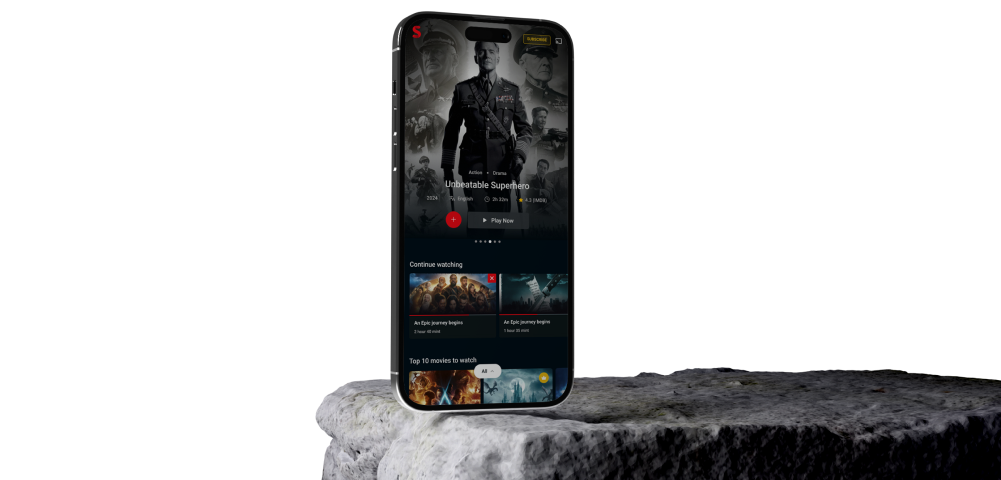 S
SUBSCRIBE
Action • Drama
Unbeatable Superhero
2024 English 2h 32m 4.2 (IMDB)
+ Play Now
Continue watching
An Epic journey begins
2 hour 40 mint
An Epic journey begins
1 hour 35 mint
Top 10 movies to watch
All